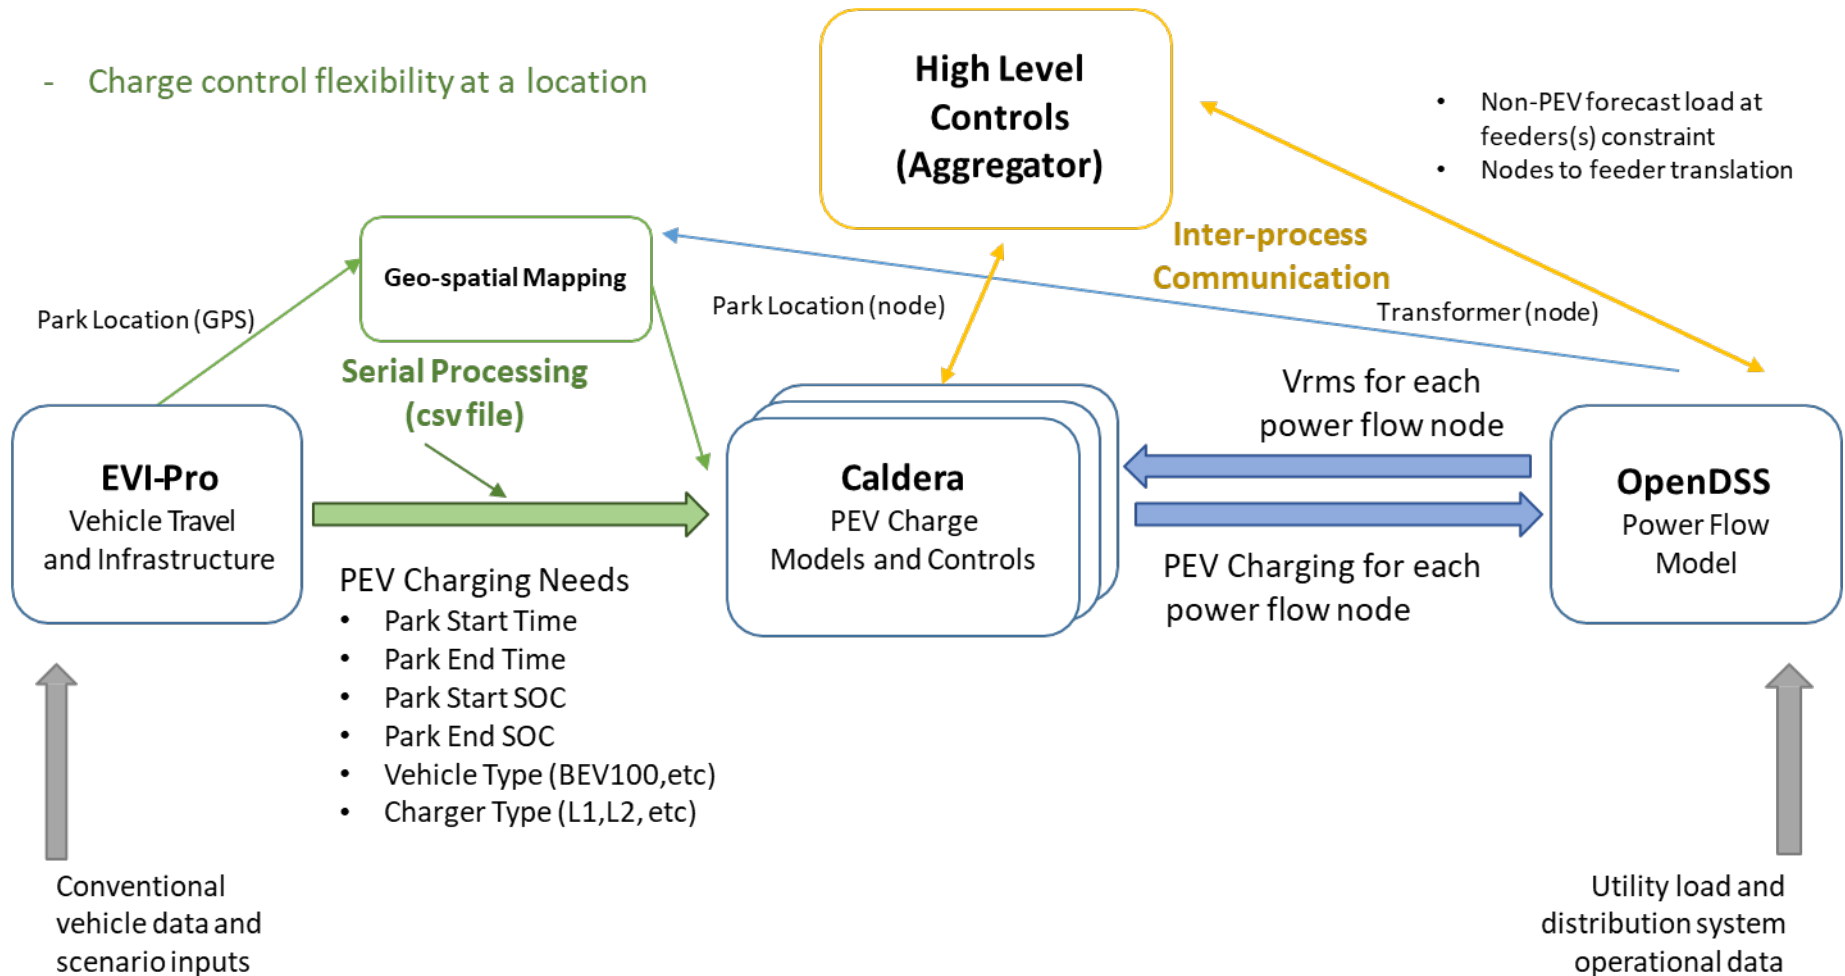 - Charge control flexibility at a location
High Level
Controls
(Aggregator)
• Non-PEV forecast load at
feeders(s) constraint
• Nodes to feeder translation
Inter-process
Communication
Geo-spatial Mapping
Park Location (GPS)
Park Location (node)
Transformer (node)
Serial Processing
(csv file)
Vrms for each
power flow node
EVI-Pro
Vehicle Travel
and Infrastructure
Caldera
PEV Charge
Models and Controls
OpenDSS
Power Flow
Model
PEV Charging for each
power flow node
PEV Charging Needs
• Park Start Time
• Park End Time
• Park Start SOC
• Park End SOC
• Vehicle Type (BEV100,etc)
• Charger Type (L1,L2, etc)
Conventional
vehicle data and
scenario inputs
Utility load and
distribution system
operational data